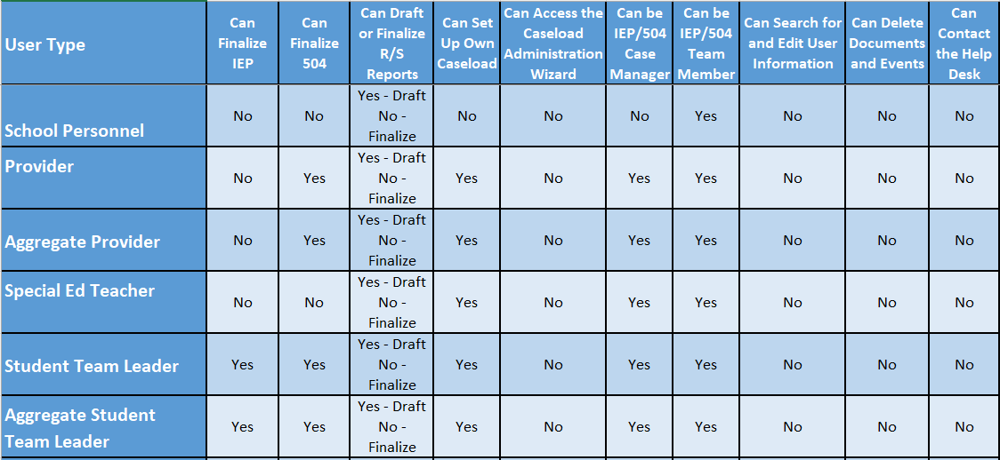 User Type
Can Finalize IEP
Can Finalize 504
Can Draft or Finalize R/S Reports
Can Set Up Own Caseload
Can Access the Caseload Administration Wizard
Can be IEP/504 Case Manager
Can be IEP/504 Team Member
Can Search for and Edit User Information
Can Delete Documents and Events
Can Contact the Help Desk
School Personnel
No
No
Yes - Draft
No -
Finalize
No
No
No
Yes
No
No
No
Provider
No
Yes
Yes - Draft
No -
Finalize
Yes
No
Yes
Yes
No
No
No
Aggregate Provider
No
Yes
Yes - Draft
No -
Finalize
Yes
No
Yes
Yes
No
No
No
Special Ed Teacher
No
No
Yes - Draft
No -
Finalize
Yes
No
Yes
Yes
No
No
No
Student Team Leader
Yes
Yes
Yes - Draft
No -
Finalize
Yes
No
Yes
Yes
No
No
No
Aggregate Student
Team Leader
Yes
Yes
Yes - Draft
No -
Finalize
Yes
No
Yes
Yes
No
No
No